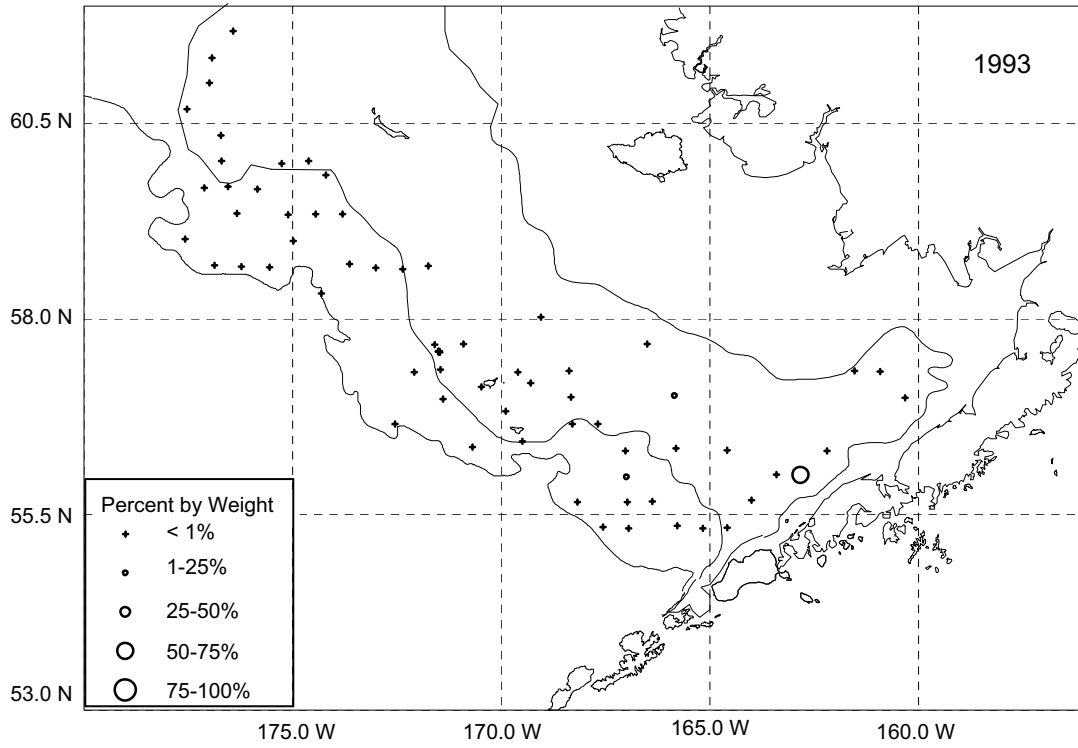 1993
60.5 N
58.0 N
55.5 N
53.0 N
Percent by Weight
< 1%
1-25%
25-50%
50-75%
75-100%
175.0 W
170.0 W
165.0 W
160.0 W